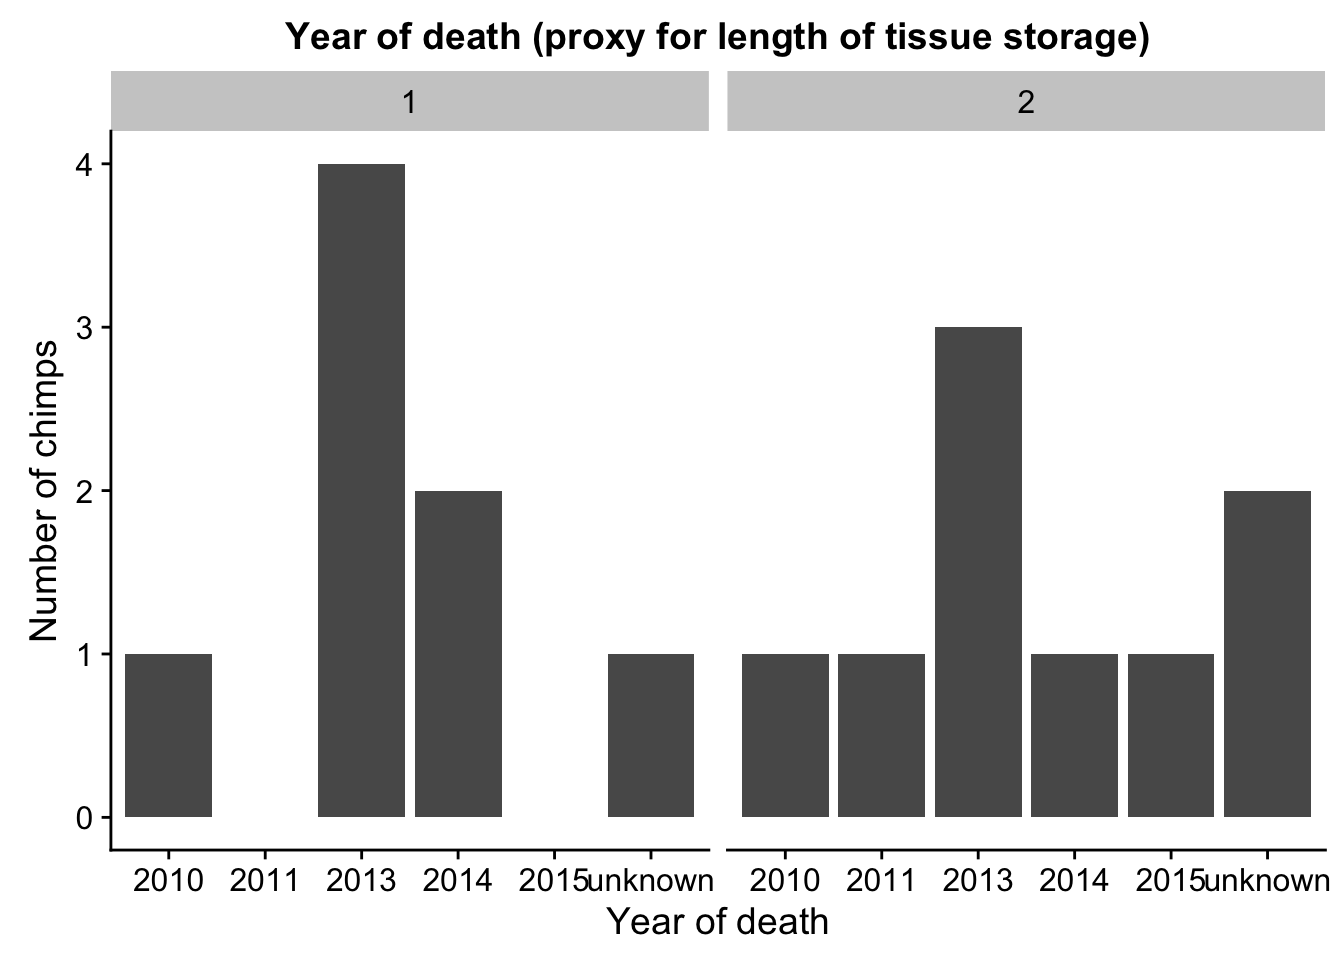 Year of death (proxy for length of tissue storage)
1 2
4
3
2
1
0
Number of chimps
2010 2011 2013 2014 2015 unknown 2010 2011 2013 2014 2015 unknown
Year of death